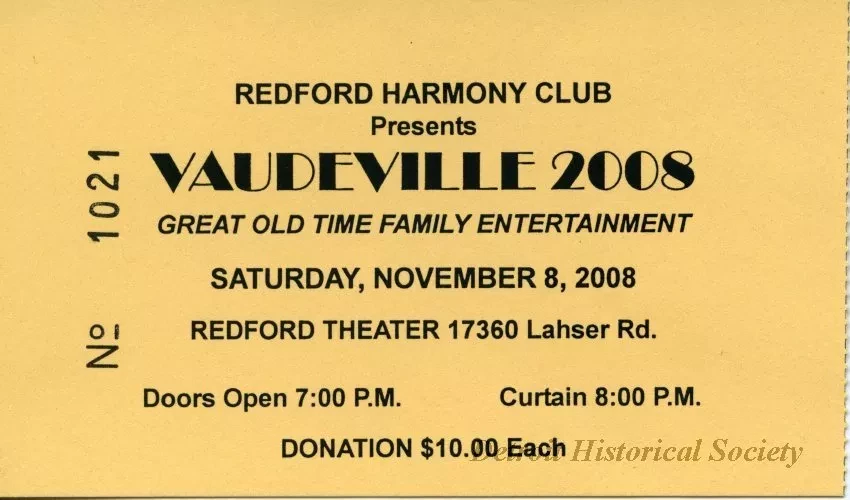 REDFORD HARMONY CLUB
Presents
VAUDEVILLE 2008
GREAT OLD TIME FAMILY ENTERTAINMENT
SATURDAY, NOVEMBER 8, 2008
REDFORD THEATER 17360 Lahser Rd.
Doors Open 7:00 P.M. Curtain 8:00 P.M.
DONATION $10.00 Each
Nº 1021
Detroit Historical Society